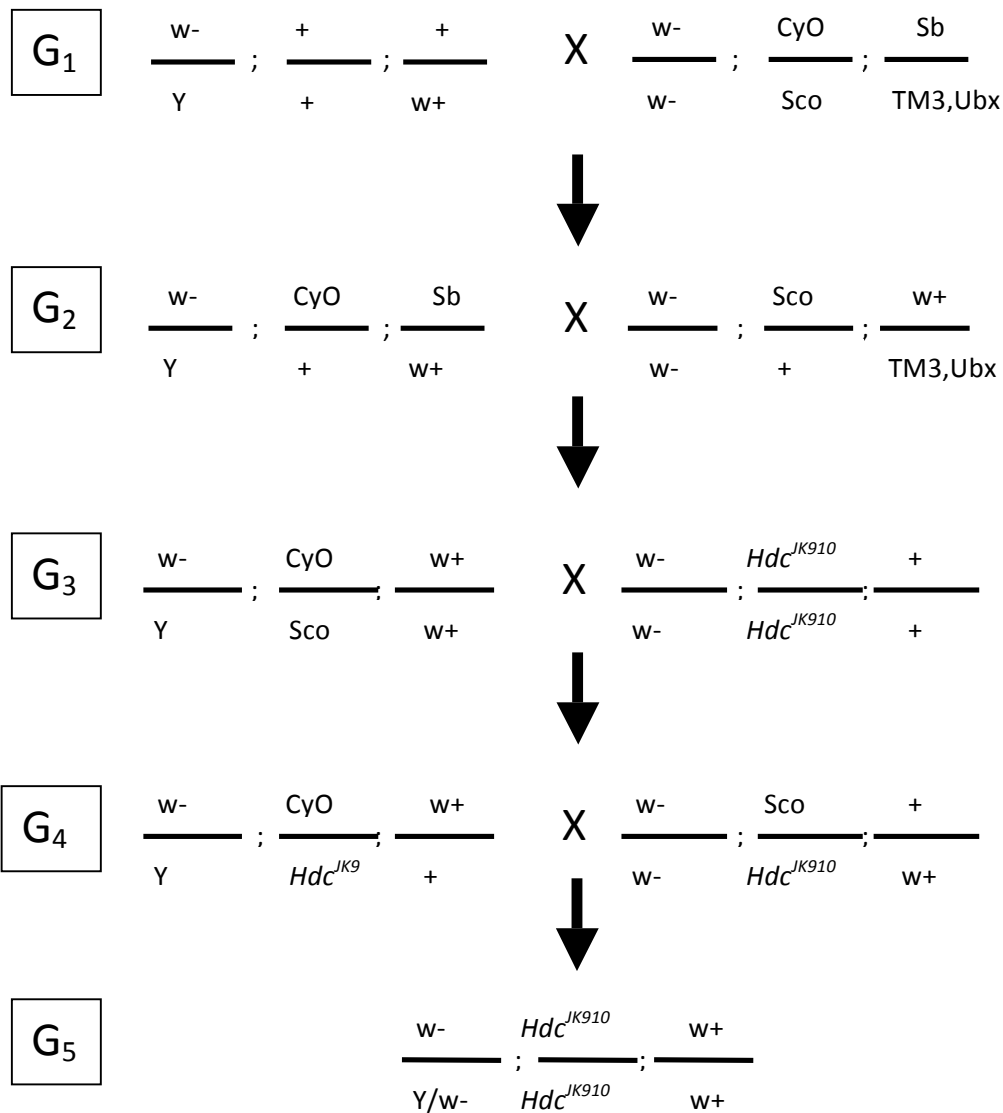 G1 w- ; + ; + X w- ; CyO ; Sb
Y + w+ w- Sco TM3,Ubx
G2 w- ; CyO ; Sb X w- ; Sco ; w+
Y + w+ w- + TM3,Ubx
G3 w- ; CyO ; w+ X w- ; Hdc^JK910 ; +
Y Sco w+ w- Hdc^JK910 +
G4 w- ; CyO ; w+ X w- ; Sco ; +
Y Hdc^JK9 + w- Hdc^JK910 w+
G5 w- ; Hdc^JK910 ; w+
Y/w- Hdc^JK910 w+